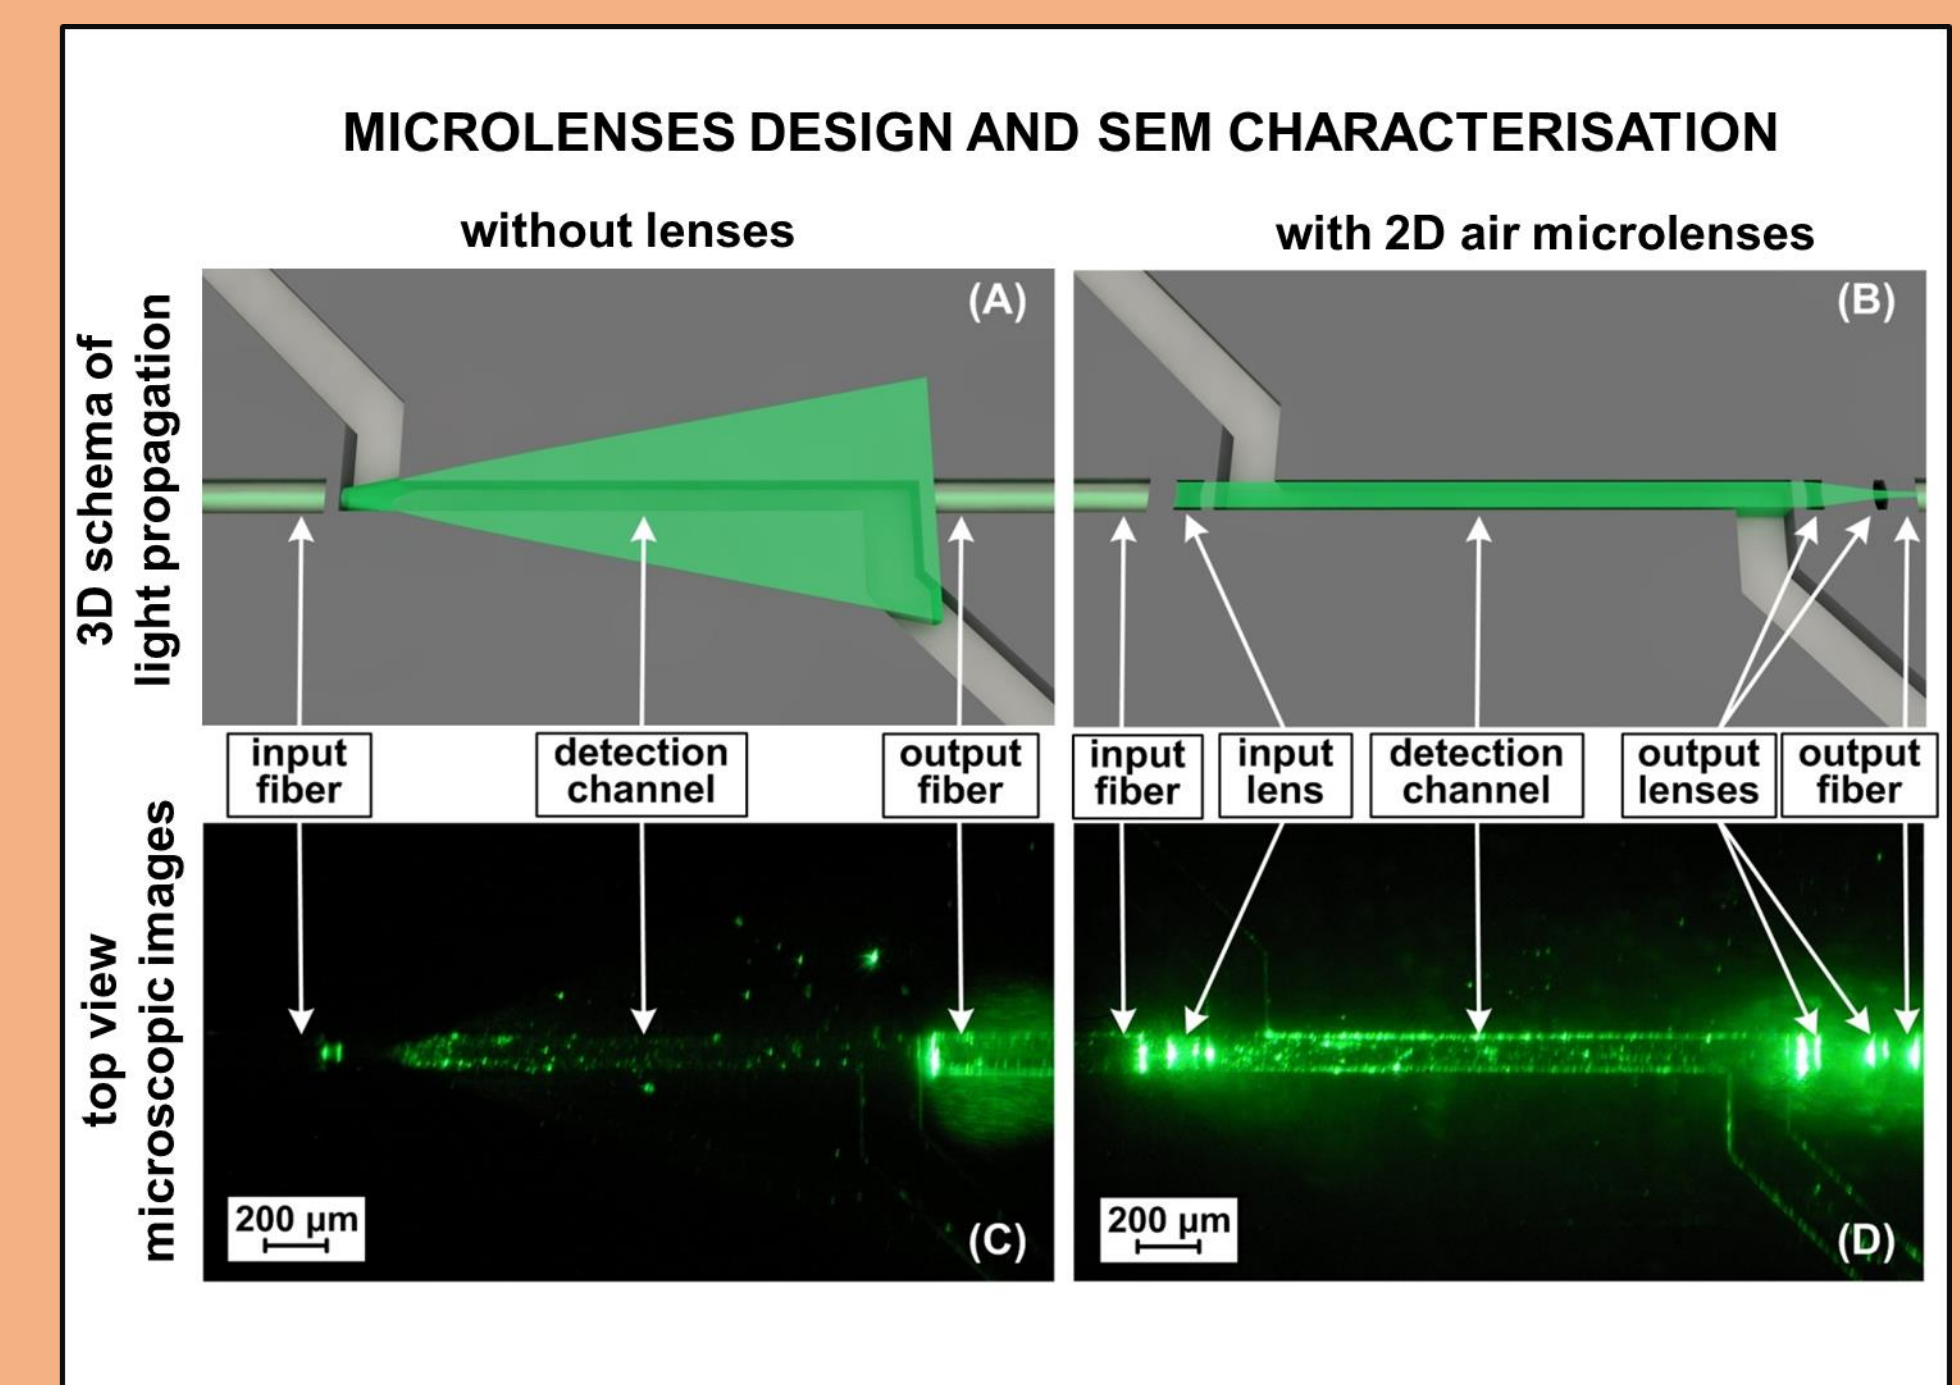 MICROLENSES DESIGN AND SEM CHARACTERISATION
without lenses
with 2D air microlenses
3D schema of
light propagation
(A)
(B)
input
fiber
detection
channel
output
fiber
input
fiber
input
lens
detection
channel
output
lenses
output
fiber
top view
microscopic images
200 µm
(C)
200 µm
(D)